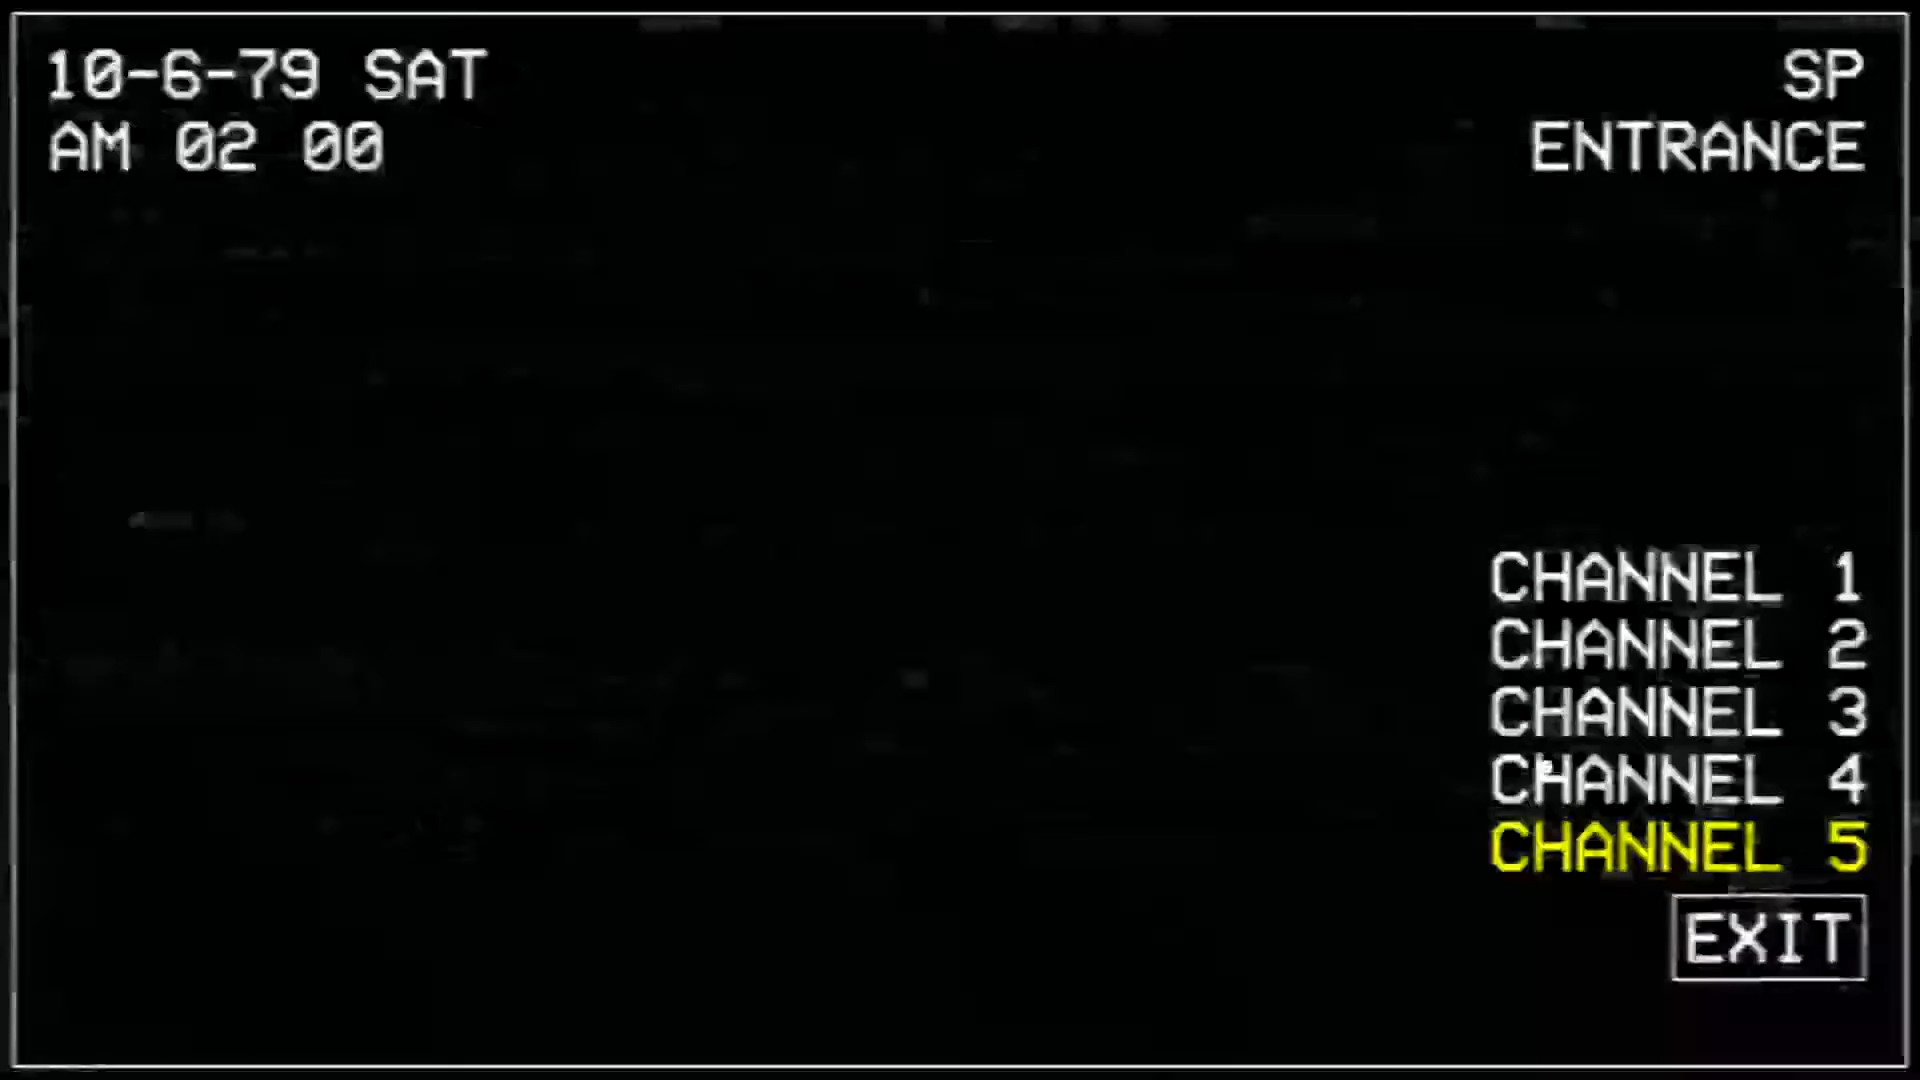 10-6-79 SAT
AM 02 00
SP
ENTRANCE
CHANNEL 1
CHANNEL 2
CHANNEL 3
CHANNEL 4
CHANNEL 5
EXIT